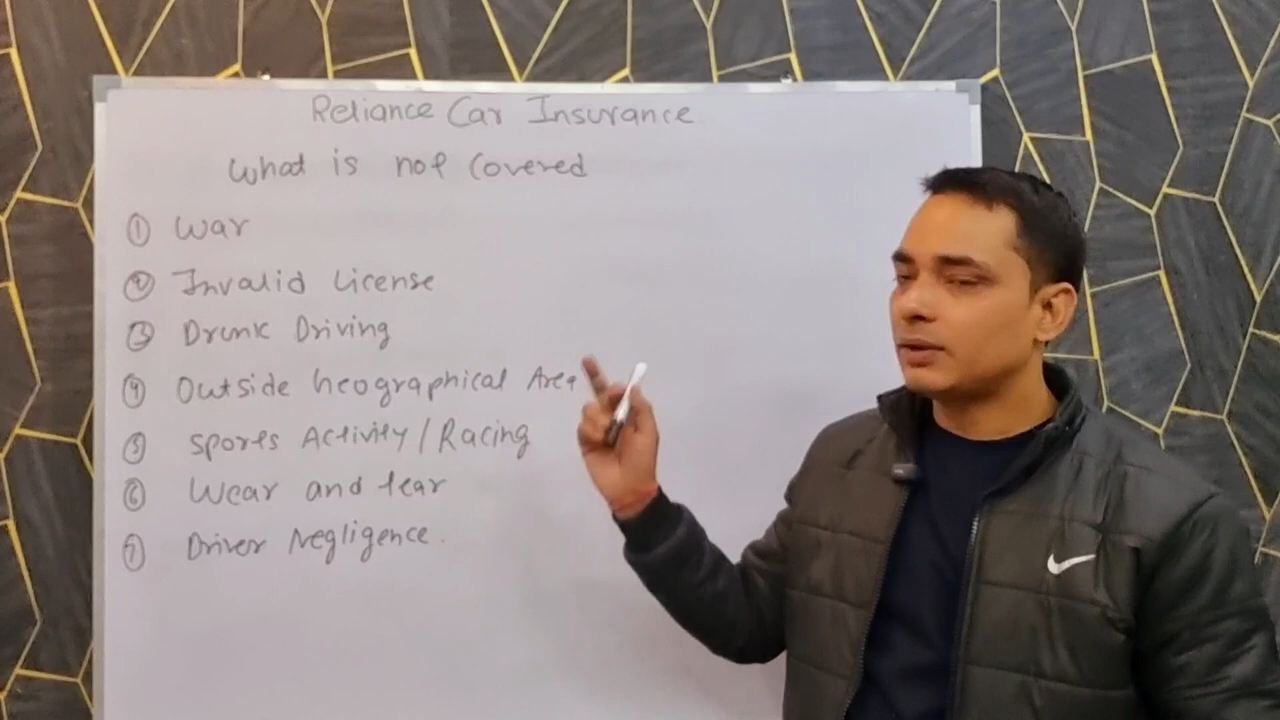 Reliance Car Insurance
What is not Covered
① War
② Invalid License
③ Drunk Driving
④ Outside Geographical Area
⑤ Sports Activity / Racing
⑥ Wear and tear
⑦ Driver Negligence.